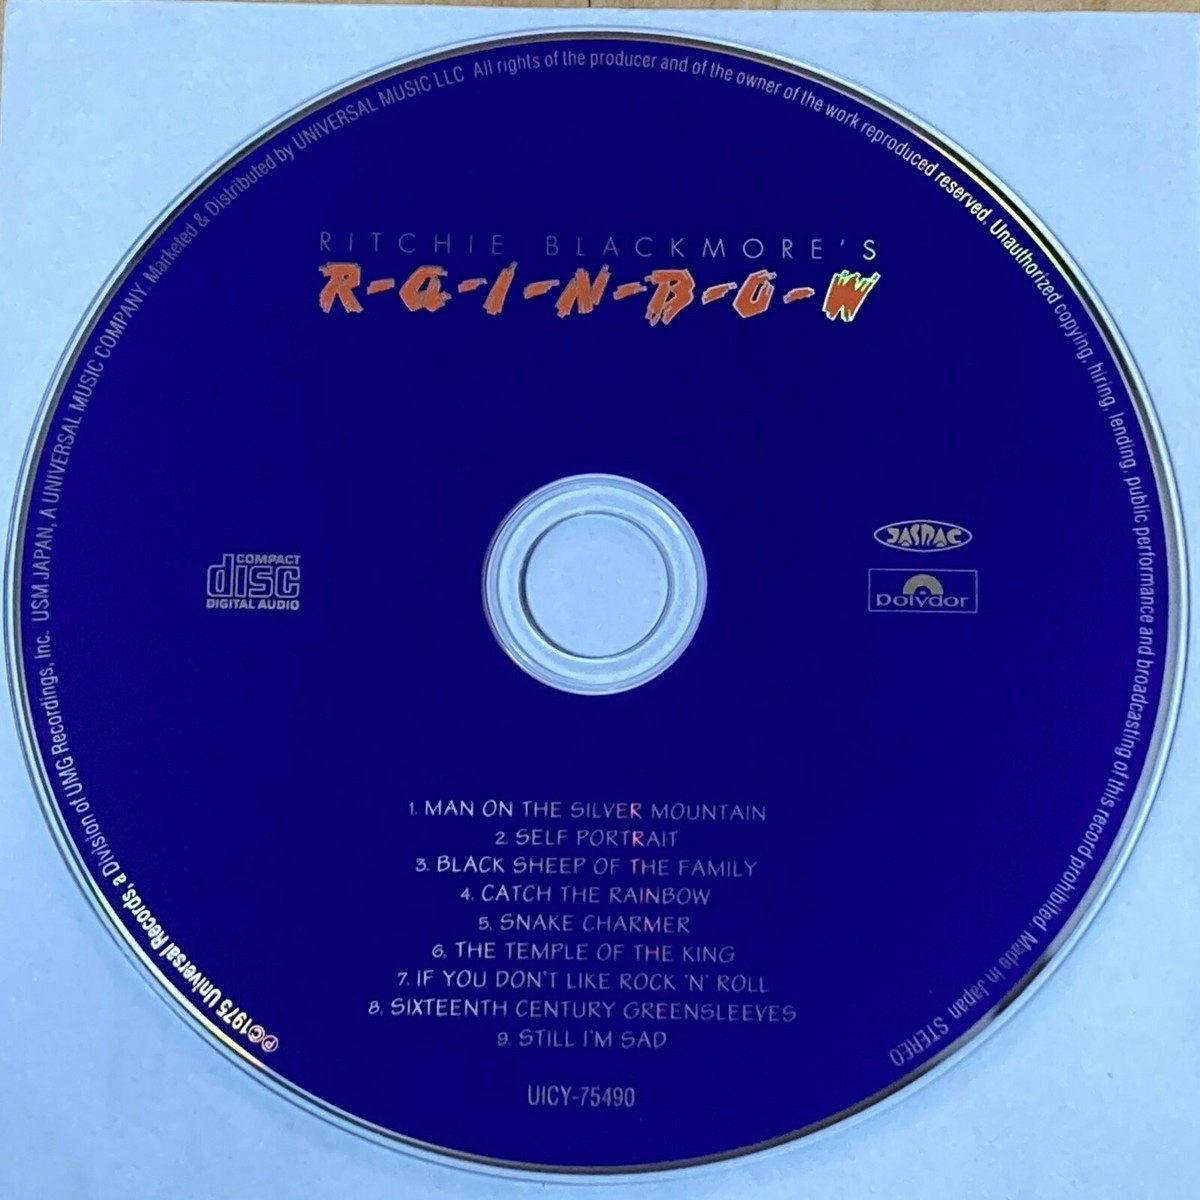 RITCHIE BLACKMORE'S
R-A-I-N-B-O-W
COMPACT
disc
DIGITAL AUDIO
JASRAC
polydor
1. MAN ON THE SILVER MOUNTAIN
2. SELF PORTRAIT
3. BLACK SHEEP OF THE FAMILY
4. CATCH THE RAINBOW
5. SNAKE CHARMER
6. THE TEMPLE OF THE KING
7. IF YOU DON'T LIKE ROCK 'N' ROLL
8. SIXTEENTH CENTURY GREENSLEEVES
9. STILL I'M SAD
UICY-75490
℗©1975 Universal Records, a Division of UMG Recordings, Inc. USM JAPAN, A UNIVERSAL MUSIC COMPANY. Marketed & Distributed by UNIVERSAL MUSIC LLC All rights of the producer and of the owner of the work reproduced reserved. Unauthorized copying, hiring, lending, public performance and broadcasting of this record prohibited. Made in Japan STEREO